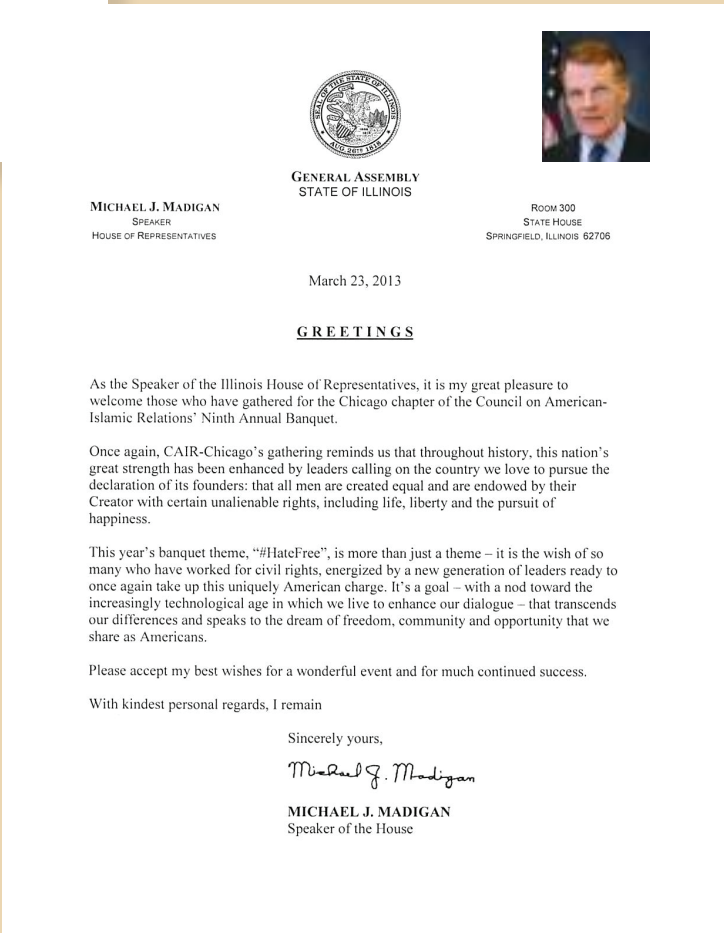 SEAL OF THE STATE OF ILLINOIS
AUG. 26TH 1818
GENERAL ASSEMBLY
STATE OF ILLINOIS
MICHAEL J. MADIGAN
SPEAKER
HOUSE OF REPRESENTATIVES
ROOM 300
STATE HOUSE
SPRINGFIELD, ILLINOIS 62706
March 23, 2013
GREETINGS
As the Speaker of the Illinois House of Representatives, it is my great pleasure to
welcome those who have gathered for the Chicago chapter of the Council on American-
Islamic Relations' Ninth Annual Banquet.
Once again, CAIR-Chicago's gathering reminds us that throughout history, this nation's
great strength has been enhanced by leaders calling on the country we love to pursue the
declaration of its founders: that all men are created equal and are endowed by their
Creator with certain unalienable rights, including life, liberty and the pursuit of
happiness.
This year's banquet theme, “#HateFree”, is more than just a theme – it is the wish of so
many who have worked for civil rights, energized by a new generation of leaders ready to
once again take up this uniquely American charge. It's a goal – with a nod toward the
increasingly technological age in which we live to enhance our dialogue – that transcends
our differences and speaks to the dream of freedom, community and opportunity that we
share as Americans.
Please accept my best wishes for a wonderful event and for much continued success.
With kindest personal regards, I remain
Sincerely yours,
Michael J. Madigan
MICHAEL J. MADIGAN
Speaker of the House